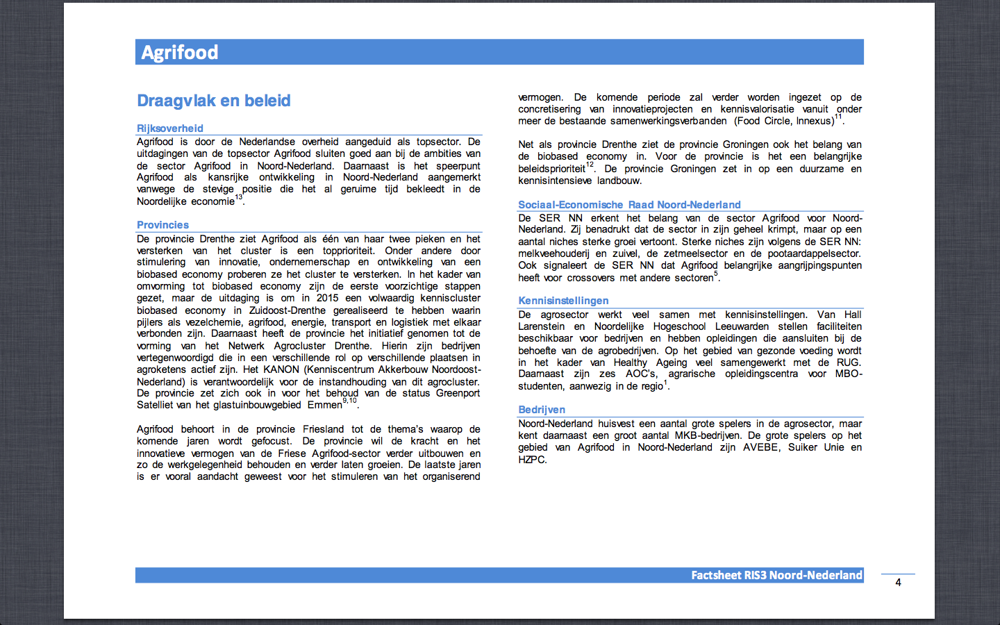 Agrifood
Draagvlak en beleid
Rijksoverheid
Agrifood is door de Nederlandse overheid aangeduid als topsector. De
uitdagingen van de topsector Agrifood sluiten goed aan bij de ambities van
de sector Agrifood in Noord-Nederland. Daarnaast is het speerpunt
Agrifood als kansrijke ontwikkeling in Noord-Nederland aangemerkt
vanwege de stevige positie die het al geruime tijd bekleedt in de
Noordelijke economie13.
Provincies
De provincie Drenthe ziet Agrifood als één van haar twee pieken en het
versterken van het cluster is een topprioriteit. Onder andere door
stimulering van innovatie, ondernemerschap en ontwikkeling van een
biobased economy proberen ze het cluster te versterken. In het kader van
omvorming tot biobased economy zijn de eerste voorzichtige stappen
gezet, maar de uitdaging is om in 2015 een volwaardig kenniscluster
biobased economy in Zuidoost-Drenthe gerealiseerd te hebben waarin
pijlers als vezelchemie, agrifood, energie, transport en logistiek met elkaar
verbonden zijn. Daarnaast heeft de provincie het initiatief genomen tot de
vorming van het Netwerk Agrocluster Drenthe. Hierin zijn bedrijven
vertegenwoordigd die in een verschillende rol op verschillende plaatsen in
agroketens actief zijn. Het KANON (Kenniscentrum Akkerbouw Noordoost-
Nederland) is verantwoordelijk voor de instandhouding van dit agrocluster.
De provincie zet zich ook in voor het behoud van de status Greenport
Satelliet van het glastuinbouwgebied Emmen9,10.
Agrifood behoort in de provincie Friesland tot de thema's waarop de
komende jaren wordt gefocust. De provincie wil de kracht en het
innovatieve vermogen van de Friese Agrifood-sector verder uitbouwen en
zo de werkgelegenheid behouden en verder laten groeien. De laatste jaren
is er vooral aandacht geweest voor het stimuleren van het organiserend
vermogen. De komende periode zal verder worden ingezet op de
concretisering van innovatieprojecten en kennisvalorisatie vanuit onder
meer de bestaande samenwerkingsverbanden (Food Circle, Innexus)11.
Net als provincie Drenthe ziet de provincie Groningen ook het belang van
de biobased economy in. Voor de provincie is het een belangrijke
beleidsprioriteit12. De provincie Groningen zet in op een duurzame en
kennisintensieve landbouw.
Sociaal-Economische Raad Noord-Nederland
De SER NN erkent het belang van de sector Agrifood voor Noord-
Nederland. Zij benadrukt dat de sector in zijn geheel krimpt, maar op een
aantal niches sterke groei vertoont. Sterke niches zijn volgens de SER NN:
melkveehouderij en zuivel, de zetmeelsector en de pootaardappelsector.
Ook signaleert de SER NN dat Agrifood belangrijke aangrijpingspunten
heeft voor crossovers met andere sectoren5.
Kennisinstellingen
De agrosector werkt veel samen met kennisinstellingen. Van Hall
Larenstein en Noordelijke Hogeschool Leeuwarden stellen faciliteiten
beschikbaar voor bedrijven en hebben opleidingen die aansluiten bij de
behoefte van de agrobedrijven. Op het gebied van gezonde voeding wordt
in het kader van Healthy Ageing veel samengewerkt met de RUG.
Daarnaast zijn zes AOC's, agrarische opleidingscentra voor MBO-
studenten, aanwezig in de regio1.
Bedrijven
Noord-Nederland huisvest een aantal grote spelers in de agrosector, maar
kent daarnaast een groot aantal MKB-bedrijven. De grote spelers op het
gebied van Agrifood in Noord-Nederland zijn AVEBE, Suiker Unie en
HZPC.
Factsheet RIS3 Noord-Nederland
4